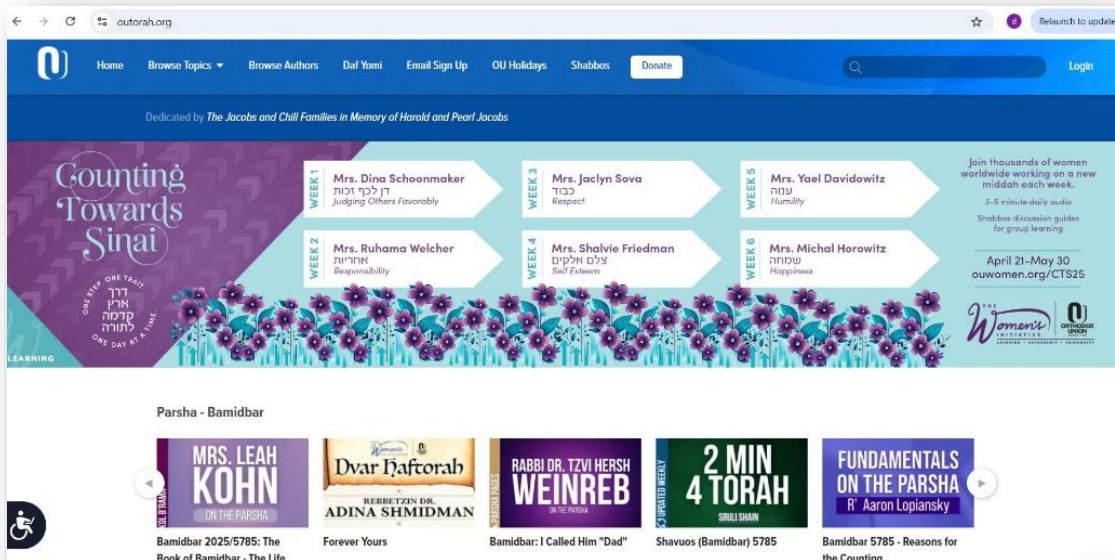 outorah.org
d
Relaunch to update
Home Browse Topics Browse Authors Daf Yomi Email Sign Up OU Holidays Shabbos Donate Login
Dedicated by The Jacobs and Chill Families in Memory of Harold and Pearl Jacobs
Counting
Towards
Sinai
ONE STEP. ONE TRAIT.
דרך
ארץ
קדמה
לתורה
ONE DAY AT A TIME.
LEARNING
WEEK 1
Mrs. Dina Schoonmaker
דן לכף זכות
Judging Others Favorably
WEEK 2
Mrs. Ruhama Welcher
אחריות
Responsibility
WEEK 3
Mrs. Jaclyn Sova
כבוד
Respect
WEEK 4
Mrs. Shalvie Friedman
צלם אלקים
Self Esteem
WEEK 5
Mrs. Yael Davidowitz
ענוה
Humility
WEEK 6
Mrs. Michal Horowitz
שמחה
Happiness
Join thousands of women
worldwide working on a new
middah each week.
3-5 minute daily audio
Shabbos discussion guides
for group learning
April 21-May 30
ouwomen.org/CTS25
THE
Women's
INITIATIVE
LEARNING • LEADERSHIP • COMMUNITY
ORTHODOX
UNION
Parsha - Bamidbar
KOL B'RAMA
MRS. LEAH
KOHN
ON THE PARSHA
Bamidbar 2025/5785: The
Book of Bamidbar - The Life
Women's
Dvar Haftorah
REBBETZIN DR.
ADINA SHMIDMAN
Forever Yours
PARSHA PAGES
RABBI DR. TZVI HERSH
WEINREB
ON THE PARSHA
Bamidbar: I Called Him "Dad"
UPDATED WEEKLY
2 MIN
4 TORAH
SRULI SHAIN
Shavuos (Bamidbar) 5785
FUNDAMENTALS
ON THE PARSHA
R' Aaron Lopiansky
Bamidbar 5785 - Reasons for
the Counting